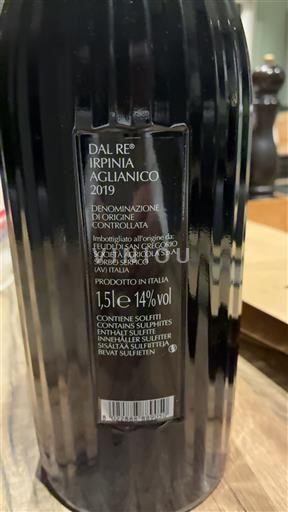 DAL RE®
IRPINIA
AGLIANICO
2019
DENOMINAZIONE
DI ORIGINE
CONTROLLATA
Imbottigliato all'origine da:
FEUDI DI SAN GREGORIO
SOCIETÀ AGRICOLA S.p.A.
SORBO SERPICO
(AV) ITALIA
PRODOTTO IN ITALIA
1,5l e 14%vol
CONTIENE SOLFITI
CONTAINS SULPHITES
ENTHÄLT SULFITE
INNEHÅLLER SULFITER
SISÄLTÄÄ SULFIITTEJA
BEVAT SULFIETEN